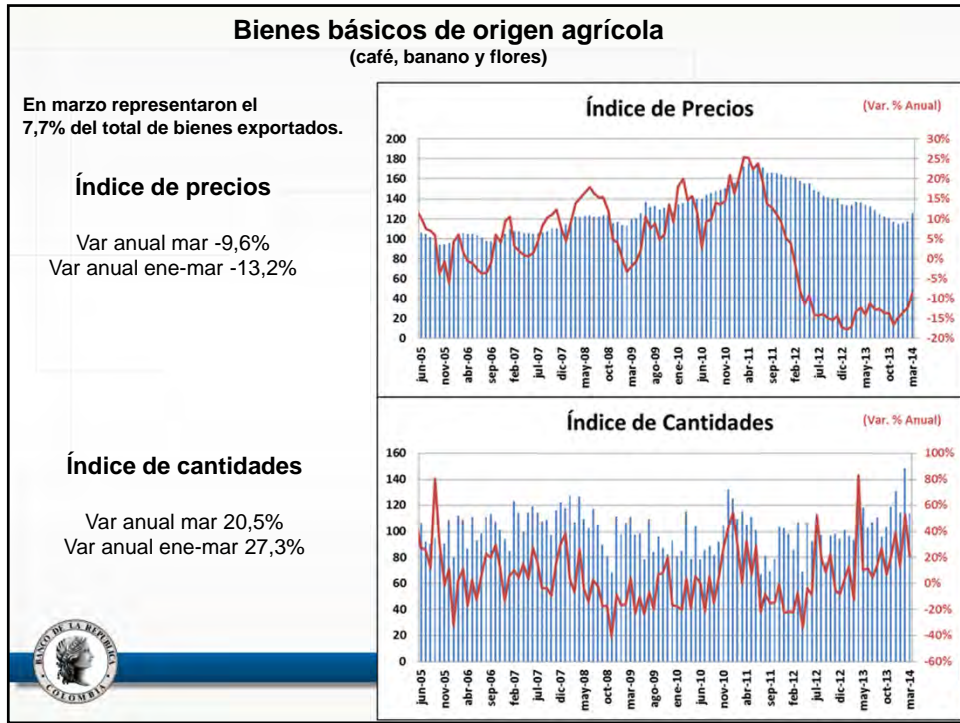 Bienes básicos de origen agrícola
(café, banano y flores)
En marzo representaron el
7,7% del total de bienes exportados.
Índice de precios
Var anual mar -9,6%
Var anual ene-mar -13,2%
Índice de cantidades
Var anual mar 20,5%
Var anual ene-mar 27,3%
BANCO DE LA REPUBLICA
COLOMBIA
Índice de Precios
(Var. % Anual)
200
180
160
140
120
100
80
60
40
20
0
30%
25%
20%
15%
10%
5%
0%
-5%
-10%
-15%
-20%
jun-05
nov-05
abr-06
sep-06
feb-07
jul-07
dic-07
may-08
oct-08
mar-09
ago-09
ene-10
jun-10
nov-10
abr-11
sep-11
feb-12
jul-12
dic-12
may-13
oct-13
mar-14
Índice de Cantidades
(Var. % Anual)
160
140
120
100
80
60
40
20
0
100%
80%
60%
40%
20%
0%
-20%
-40%
-60%
jun-05
nov-05
abr-06
sep-06
feb-07
jul-07
dic-07
may-08
oct-08
mar-09
ago-09
ene-10
jun-10
nov-10
abr-11
sep-11
feb-12
jul-12
dic-12
may-13
oct-13
mar-14